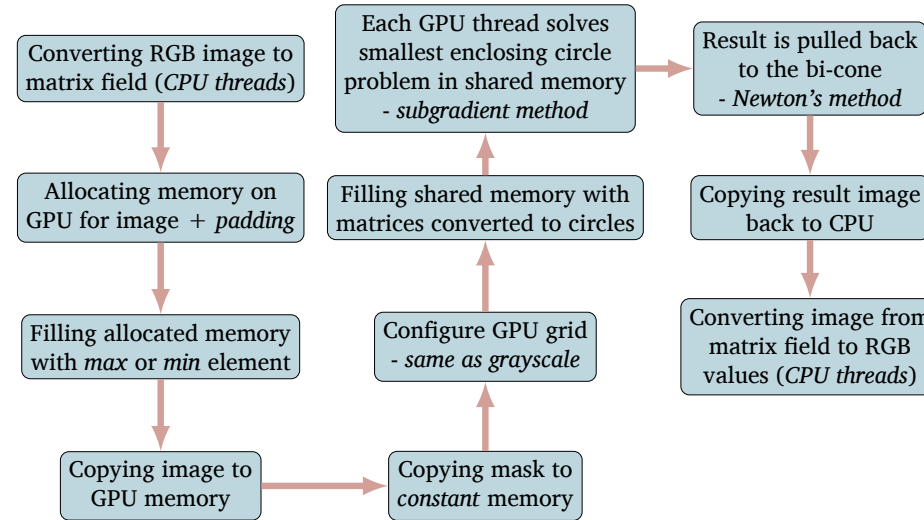 Converting RGB image to
matrix field (CPU threads)
Allocating memory on
GPU for image + padding
Filling allocated memory
with max or min element
Copying image to
GPU memory
Copying mask to
constant memory
Configure GPU grid
- same as grayscale
Filling shared memory with
matrices converted to circles
Each GPU thread solves
smallest enclosing circle
problem in shared memory
- subgradient method
Result is pulled back
to the bi-cone
- Newton's method
Copying result image
back to CPU
Converting image from
matrix field to RGB
values (CPU threads)